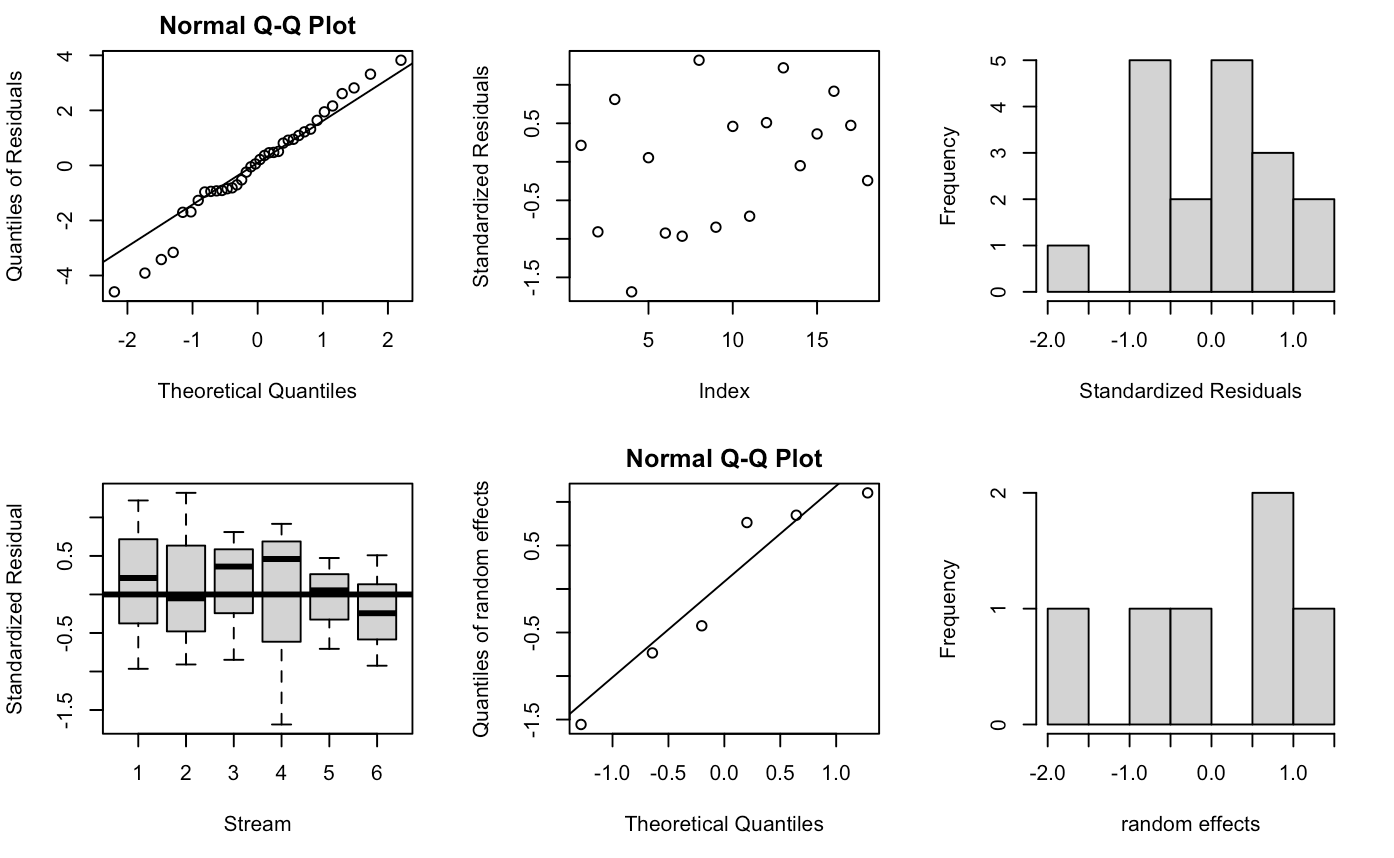 Normal Q-Q Plot
Quantiles of Residuals
4
2
0
-2
-4
-2 -1 0 1 2
Theoretical Quantiles
Standardized Residuals
0.5
-0.5
-1.5
5 10 15
Index
Frequency
5
4
3
2
1
0
-2.0 -1.0 0.0 1.0
Standardized Residuals
Standardized Residual
0.5
-0.5
-1.5
1 2 3 4 5 6
Stream
Normal Q-Q Plot
Quantiles of random effects
0.5
-0.5
-1.5
-1.0 -0.5 0.0 0.5 1.0
Theoretical Quantiles
Frequency
2
1
0
-2.0 -1.0 0.0 1.0
random effects